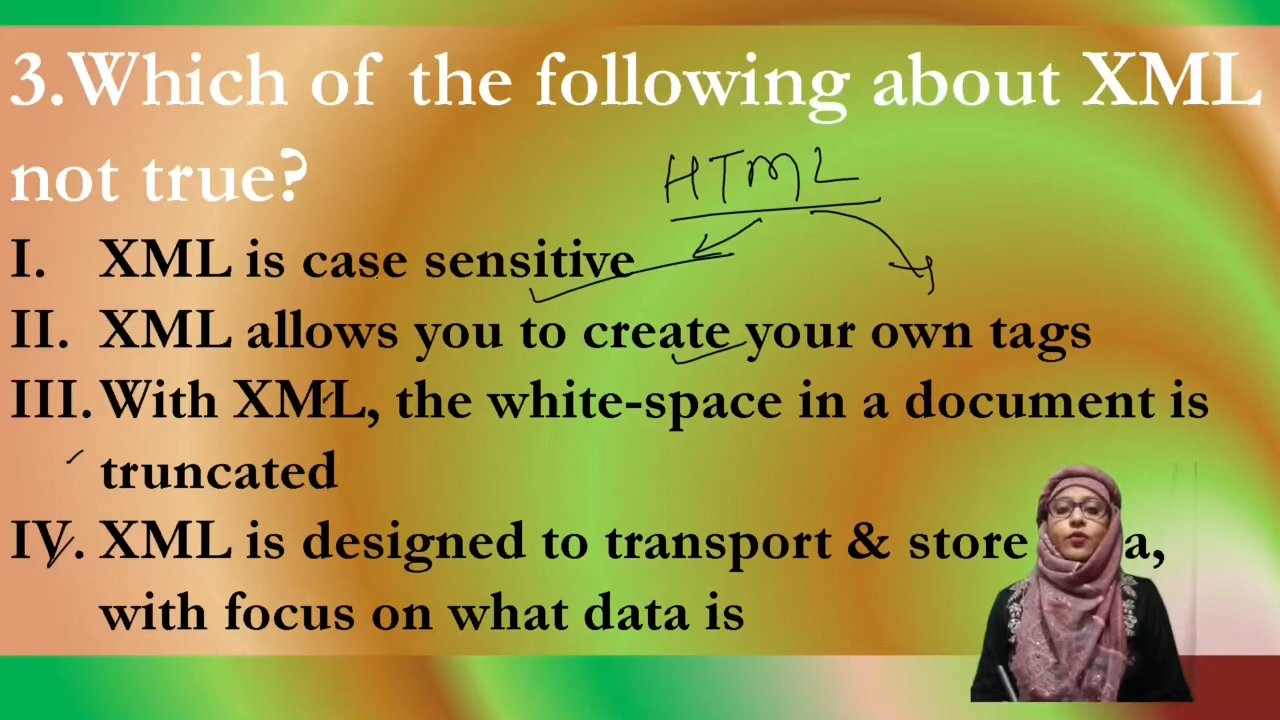 3.Which of the following about XML
not true?
HTML
I. XML is case sensitive
II. XML allows you to create your own tags
III. With XML, the white-space in a document is
truncated
IV. XML is designed to transport & store a,
with focus on what data is